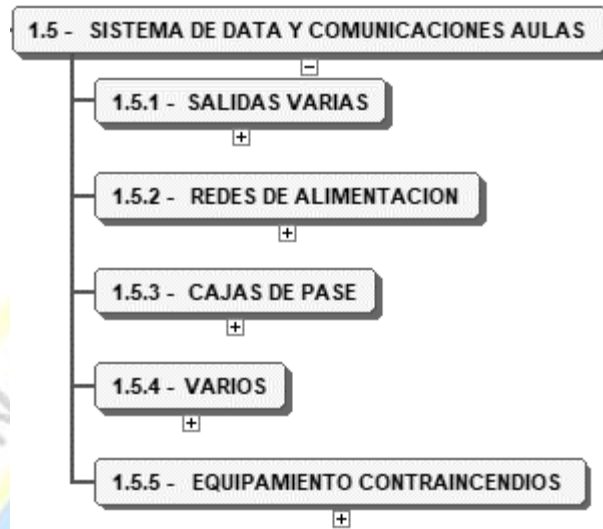 1.5 - SISTEMA DE DATA Y COMUNICACIONES AULAS
1.5.1 - SALIDAS VARIAS
1.5.2 - REDES DE ALIMENTACION
1.5.3 - CAJAS DE PASE
1.5.4 - VARIOS
1.5.5 - EQUIPAMIENTO CONTRAINCENDIOS